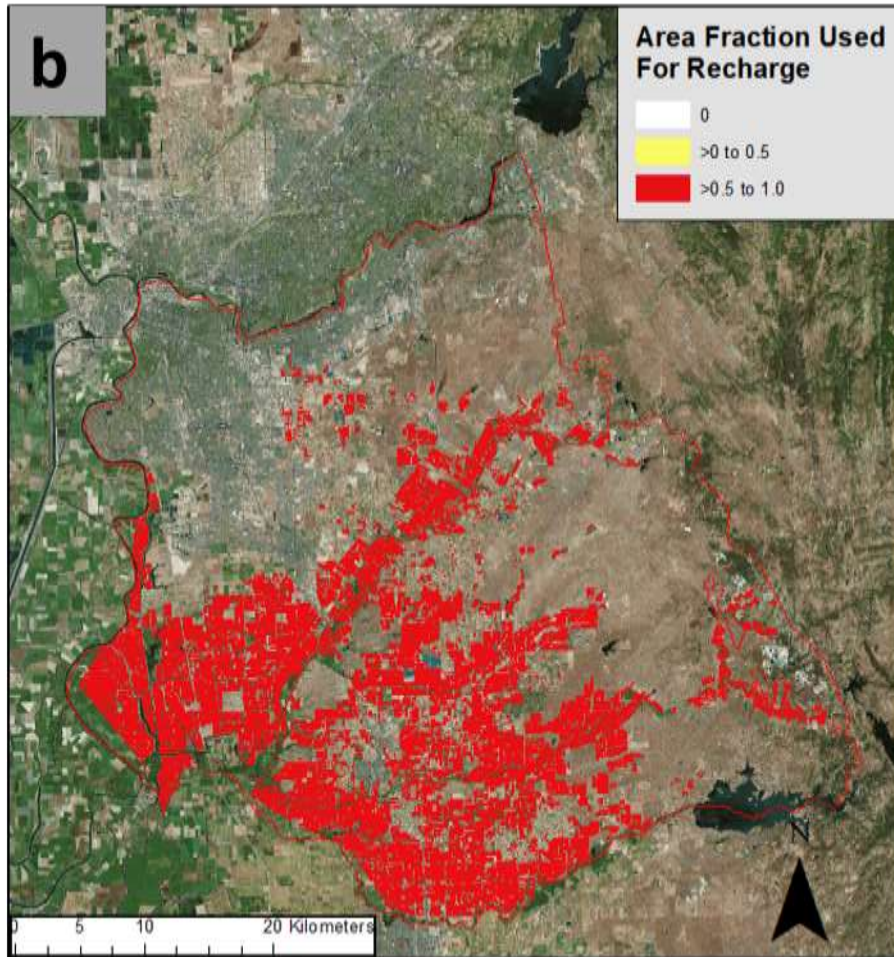 b
Area Fraction Used
For Recharge
0
>0 to 0.5
>0.5 to 1.0
0 5 10 20 Kilometers
N